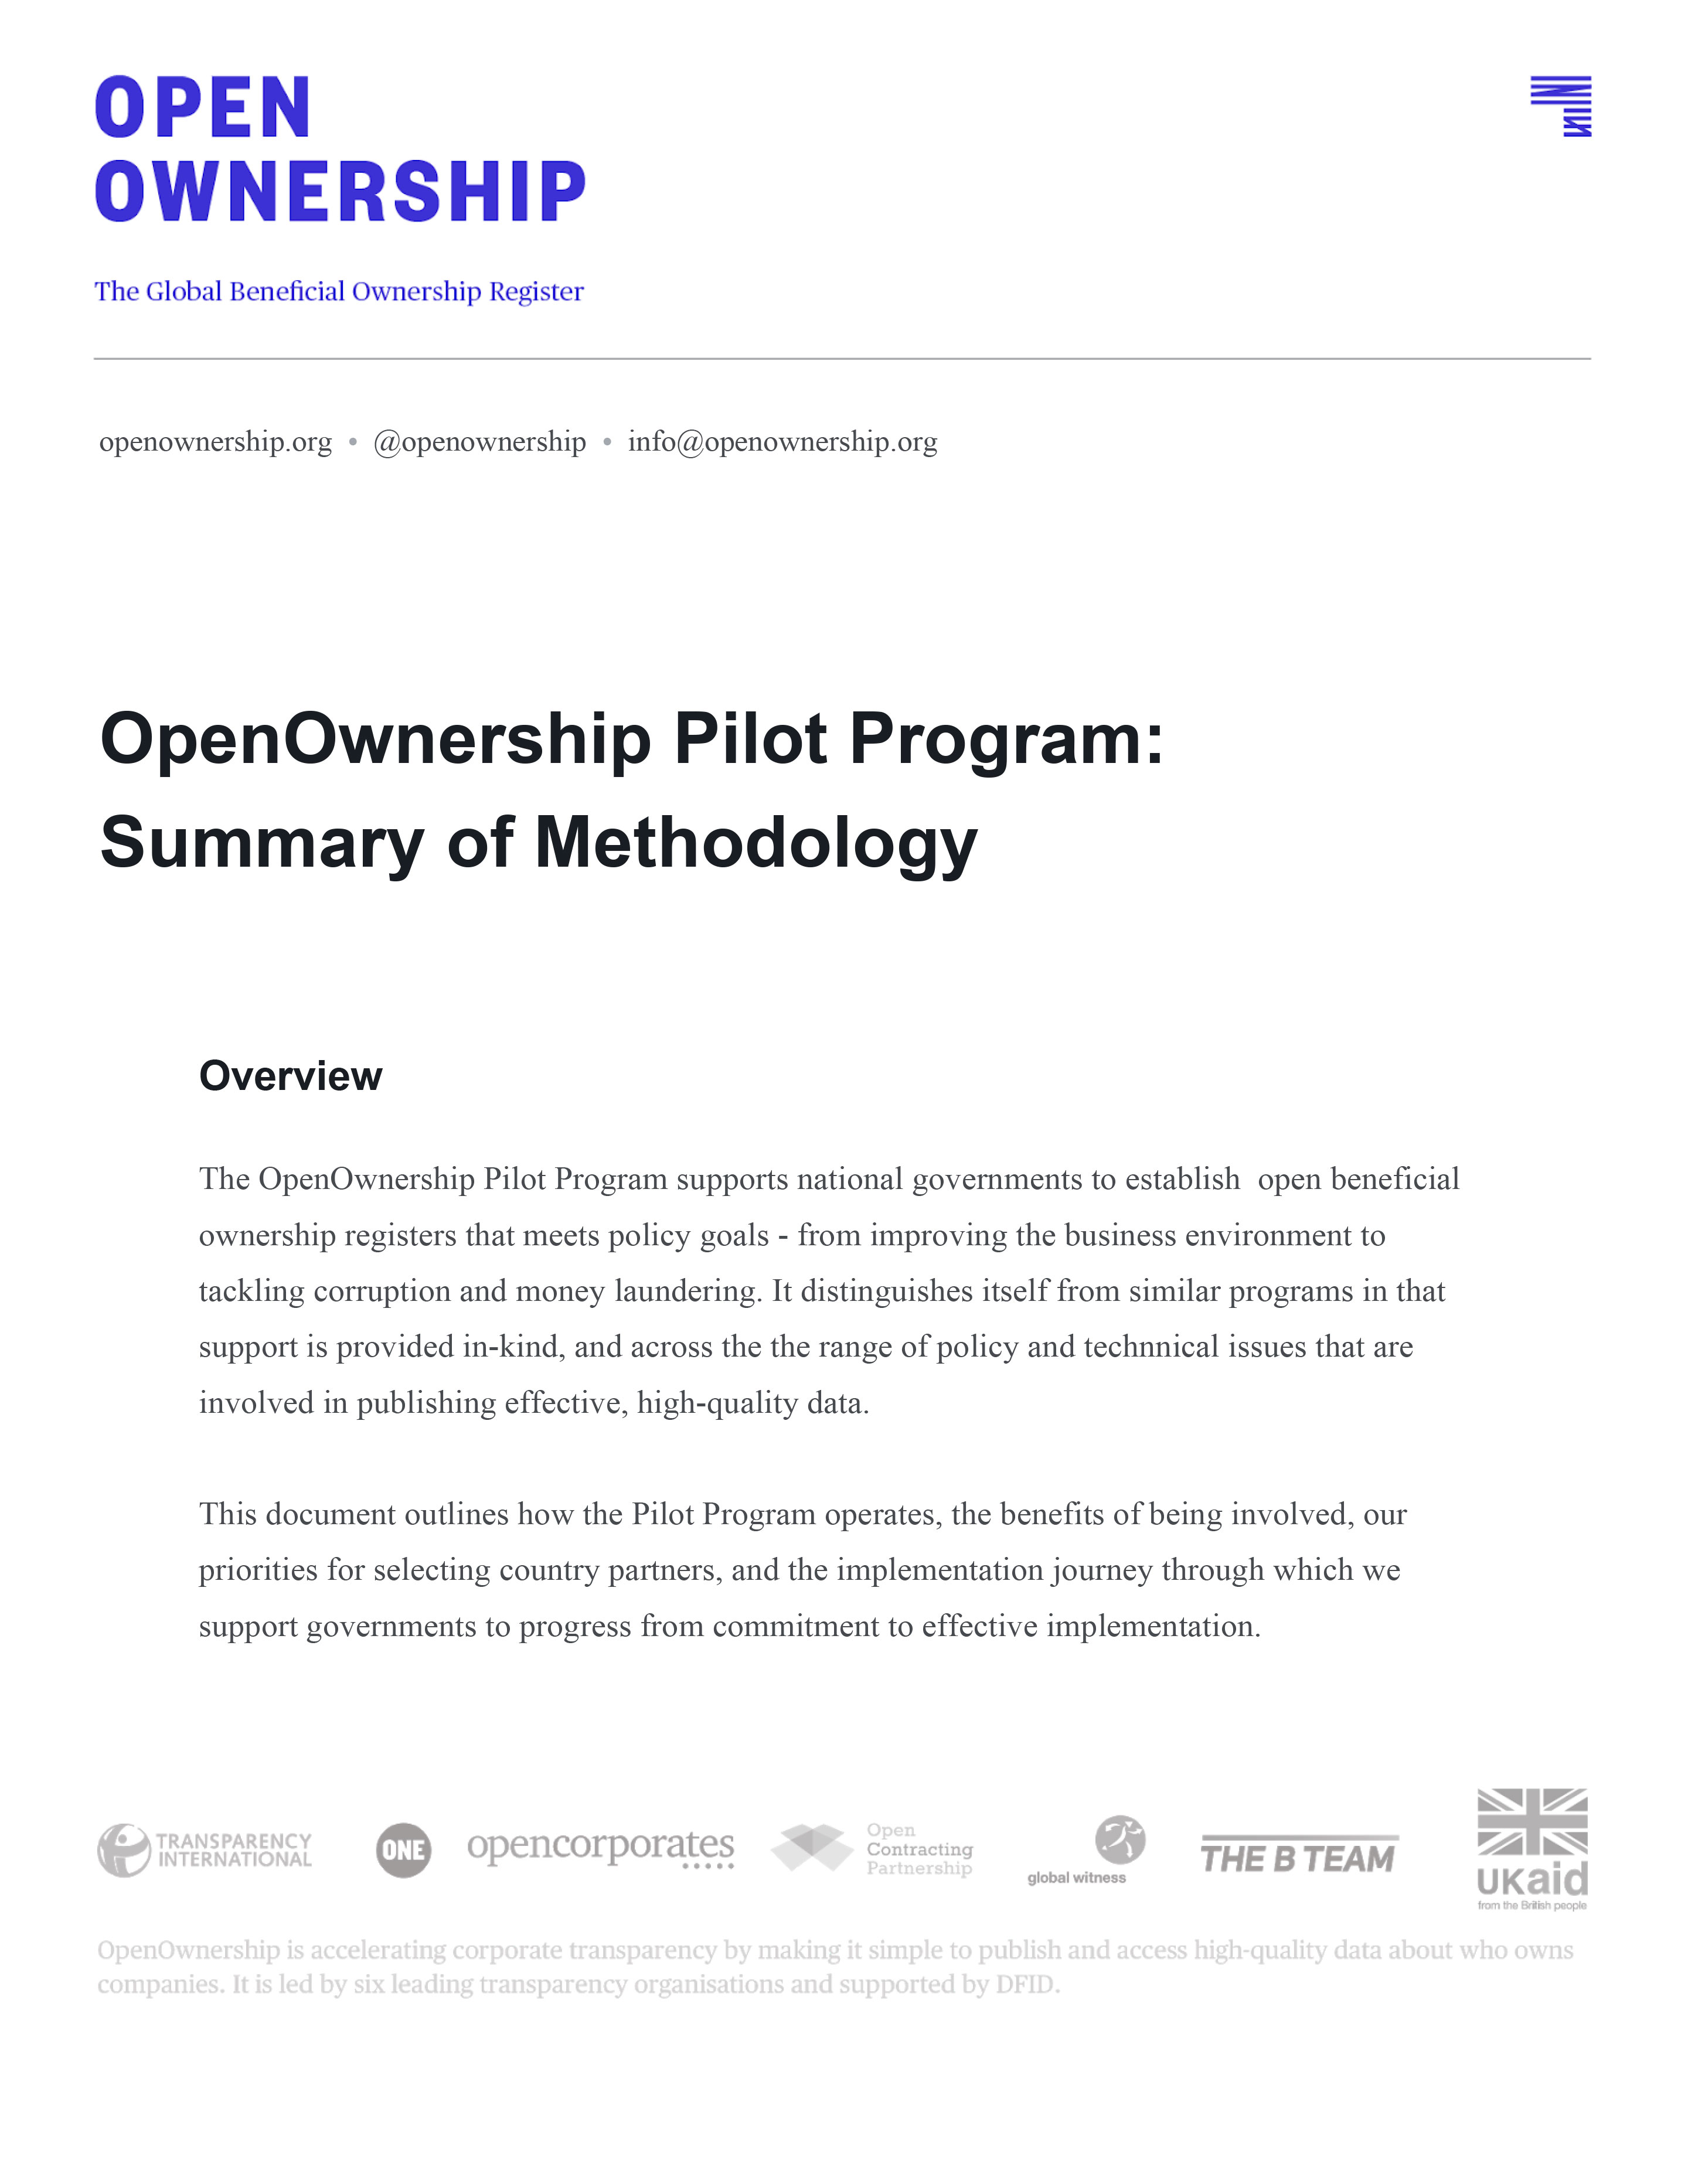 OPEN
OWNERSHIP
The Global Beneficial Ownership Register
openownership.org • @openownership • info@openownership.org
OpenOwnership Pilot Program:
Summary of Methodology
Overview
The OpenOwnership Pilot Program supports national governments to establish  open beneficial
ownership registers that meets policy goals - from improving the business environment to
tackling corruption and money laundering. It distinguishes itself from similar programs in that
support is provided in-kind, and across the the range of policy and technnical issues that are
involved in publishing effective, high-quality data.
This document outlines how the Pilot Program operates, the benefits of being involved, our
priorities for selecting country partners, and the implementation journey through which we
support governments to progress from commitment to effective implementation.
TRANSPARENCY
INTERNATIONAL
ONE
opencorporates
Open
Contracting
Partnership
global witness
THE B TEAM
UKaid
from the British people
OpenOwnership is accelerating corporate transparency by making it simple to publish and access high-quality data about who owns
companies. It is led by six leading transparency organisations and supported by DFID.